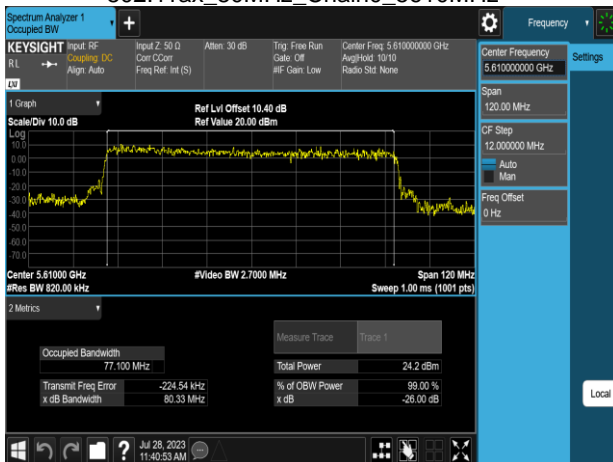 Spectrum Analyzer 1
Occupied BW
+
Frequency
KEYSIGHT
RL
Input: RF
Coupling: DC
Align: Auto
Input Z: 50 Ω
Corr CCorr
Freq Ref: Int (S)
Atten: 30 dB
Trig: Free Run
Gate: Off
#IF Gain: Low
Center Freq: 5.610000000 GHz
Avg|Hold: 10/10
Radio Std: None
LXI
1 Graph
Scale/Div 10.0 dB
Ref Lvl Offset 10.40 dB
Ref Value 20.00 dBm
Log
10.0
0.00
-10.0
-20.0
-30.0
-40.0
-50.0
-60.0
-70.0
Center 5.61000 GHz
#Res BW 820.00 kHz
#Video BW 2.7000 MHz
Span 120 MHz
Sweep 1.00 ms (1001 pts)
2 Metrics
Measure Trace
Trace 1
Occupied Bandwidth
77.100 MHz
Total Power
24.2 dBm
Transmit Freq Error
-224.54 kHz
% of OBW Power
99.00 %
x dB Bandwidth
80.33 MHz
x dB
-26.00 dB
Center Frequency
5.610000000 GHz
Settings
Span
120.00 MHz
CF Step
12.000000 MHz
Auto
Man
Freq Offset
0 Hz
Local
?
Jul 28, 2023
11:40:53 AM